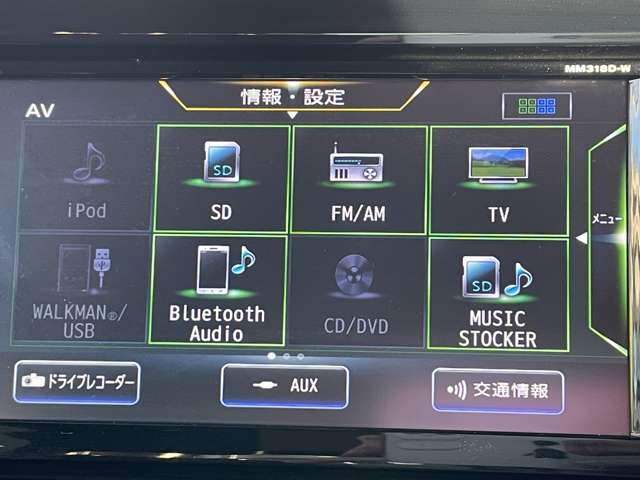 MM318D-W
情報・設定
AV
iPod
SD
SD
FM/AM
TV
メニュー
WALKMAN®/
USB
Bluetooth
Audio
CD/DVD
SD
MUSIC
STOCKER
ドライブレコーダー
AUX
交通情報